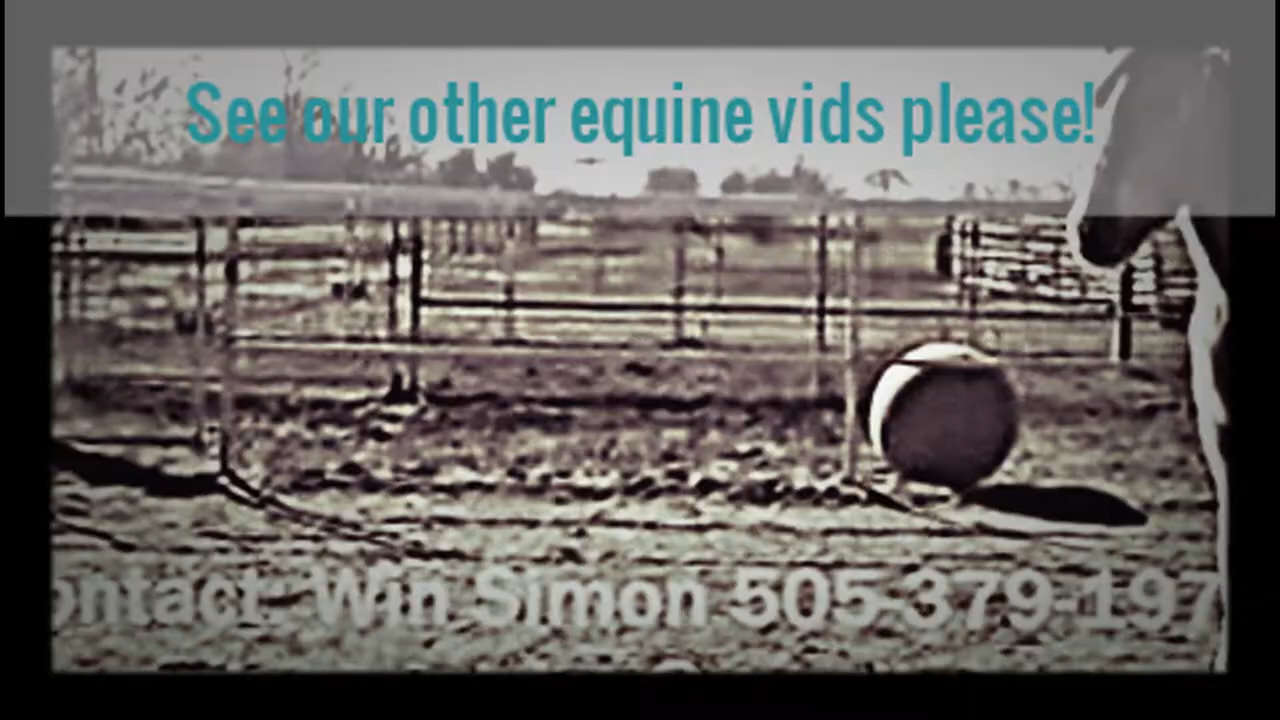 See our other equine vids please!
ontact: Win Simon 505-379-197